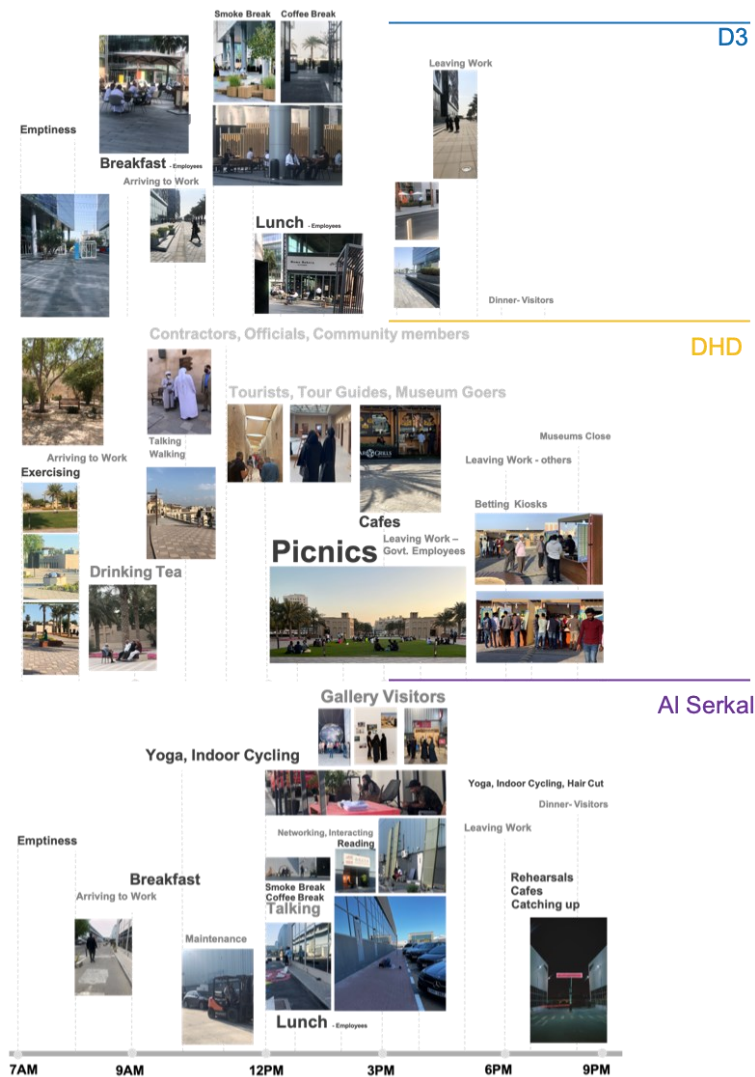 Smoke Break
Coffee Break
D3
Leaving Work
Emptiness
Breakfast - Employees
Arriving to Work
Lunch - Employees
Dinner- Visitors
Contractors, Officials, Community members
DHD
Tourists, Tour Guides, Museum Goers
Talking
Walking
Arriving to Work
Exercising
Museums Close
Leaving Work - others
Betting Kiosks
Cafes
Leaving Work –
Govt. Employees
Picnics
Drinking Tea
Al Serkal
Gallery Visitors
Yoga, Indoor Cycling
Yoga, Indoor Cycling, Hair Cut
Dinner- Visitors
Networking, Interacting
Reading
Leaving Work
Emptiness
Breakfast
Arriving to Work
Smoke Break
Coffee Break
Talking
Rehearsals
Cafes
Catching up
Maintenance
Lunch - Employees
7AM
9AM
12PM
3PM
6PM
9PM